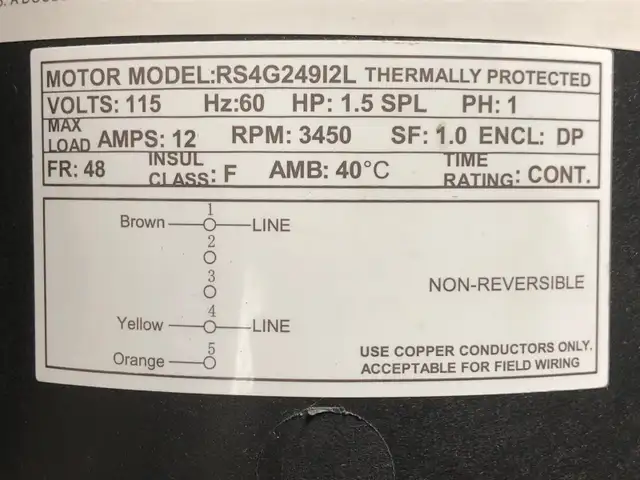 MOTOR MODEL:RS4G249I2L THERMALLY PROTECTED
VOLTS: 115 Hz:60 HP: 1.5 SPL PH: 1
MAX LOAD AMPS: 12 RPM: 3450 SF: 1.0 ENCL: DP
FR: 48 INSUL CLASS: F AMB: 40°C TIME RATING: CONT.
1
Brown LINE
2
3
NON-REVERSIBLE
4
Yellow LINE
5
Orange
USE COPPER CONDUCTORS ONLY.
ACCEPTABLE FOR FIELD WIRING